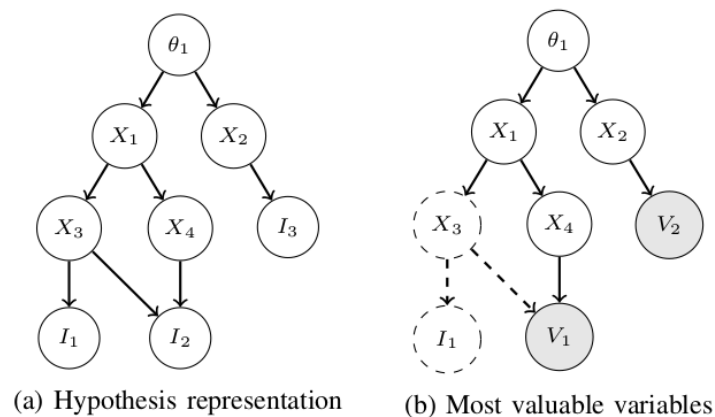 θ₁
X₁ X₂
X₃ X₄ I₃
I₁ I₂
(a) Hypothesis representation
θ₁
X₁ X₂
X₃ X₄ V₂
I₁ V₁
(b) Most valuable variables